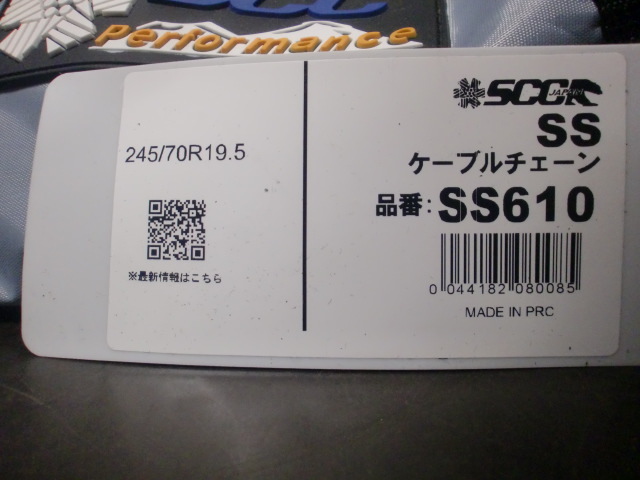 Performance
245/70R19.5
※最新情報はこちら
SCC JAPAN
SS
ケーブルチェーン
品番:SS610
0 044182 080085
MADE IN PRC